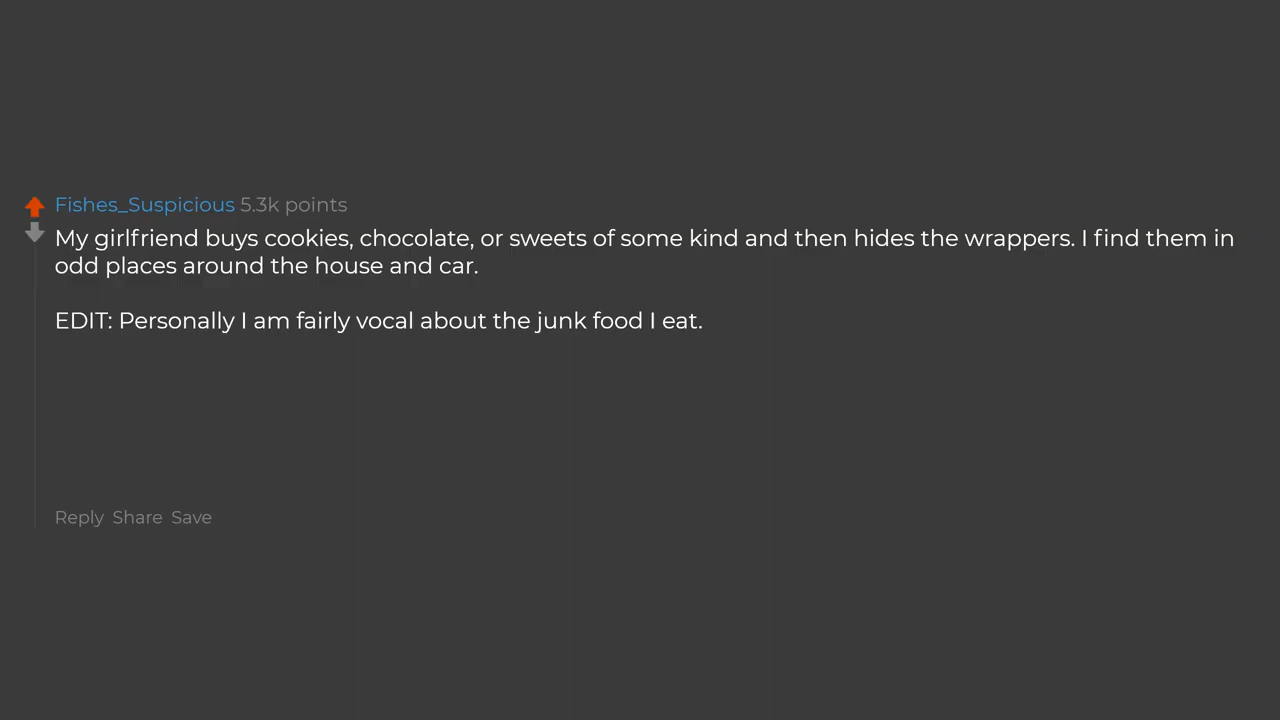 Fishes_Suspicious 5.3k points
My girlfriend buys cookies, chocolate, or sweets of some kind and then hides the wrappers. I find them in
odd places around the house and car.
EDIT: Personally I am fairly vocal about the junk food I eat.
Reply Share Save